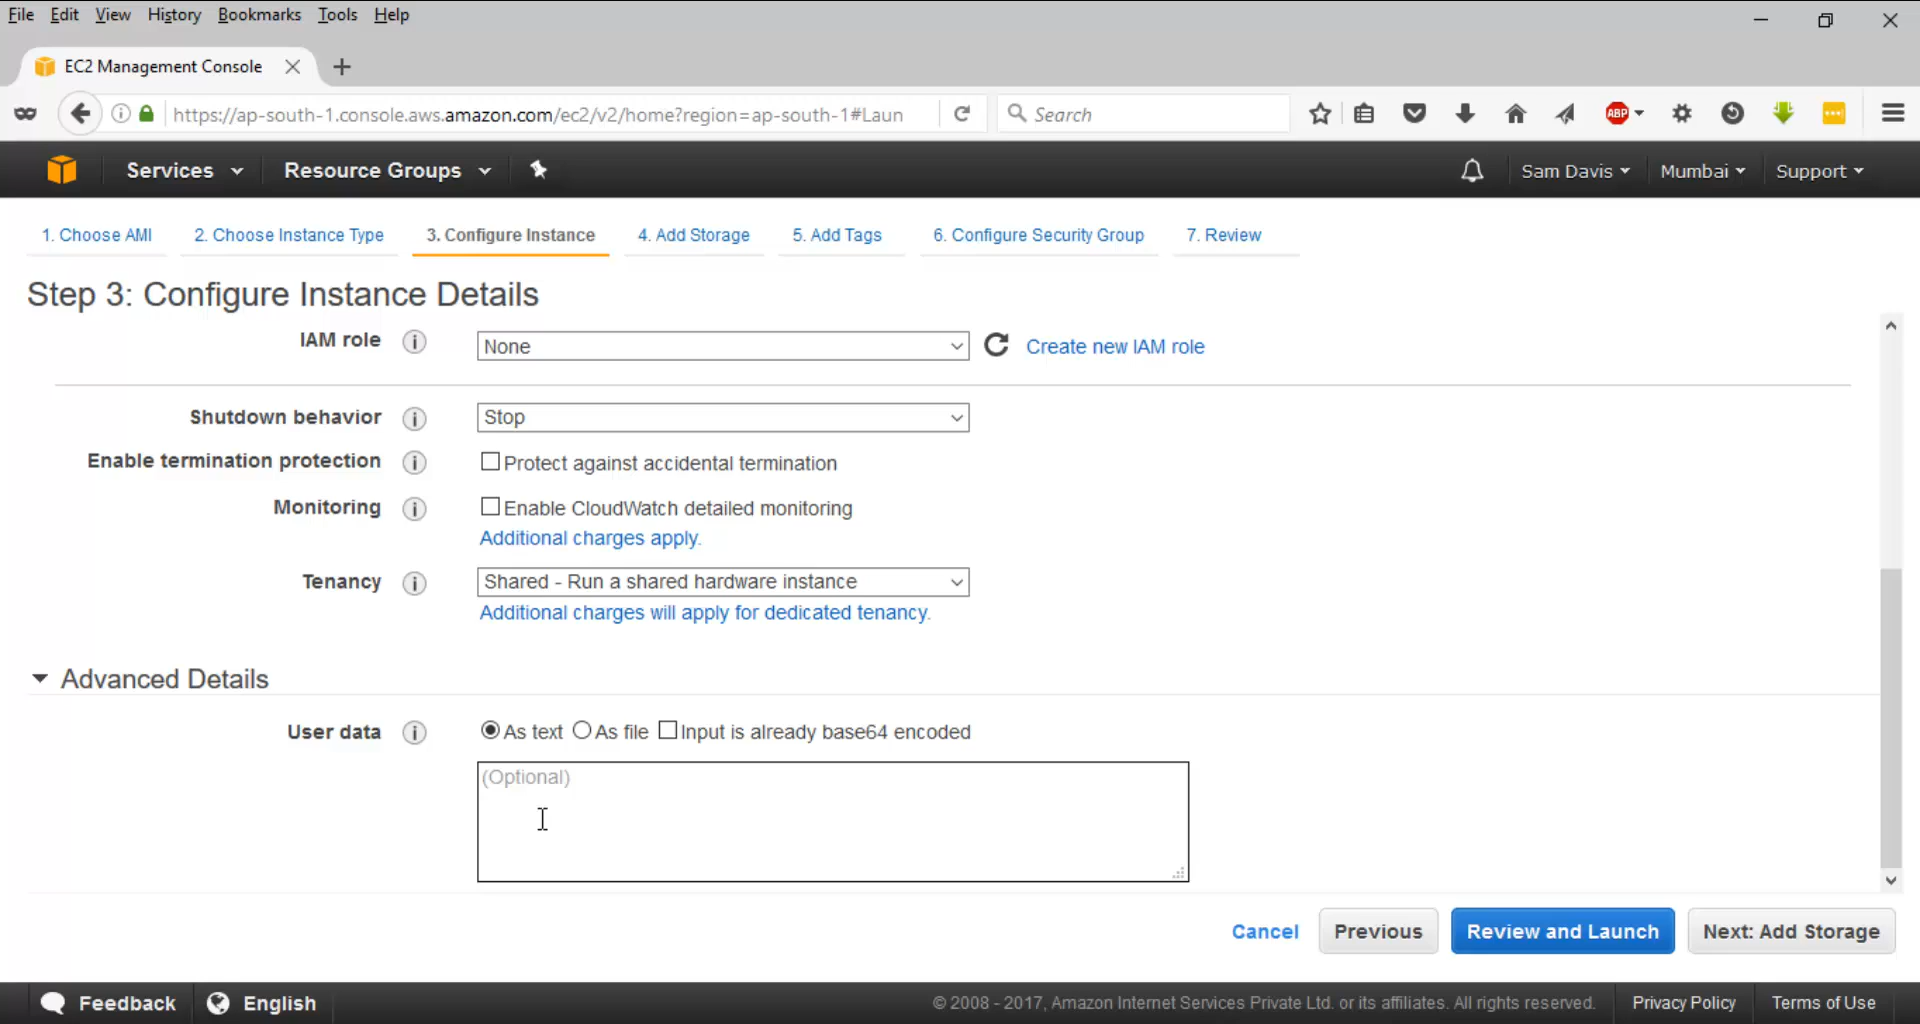 File Edit View History Bookmarks Tools Help
EC2 Management Console
https://ap-south-1.console.aws.amazon.com/ec2/v2/home?region=ap-south-1#Laun
Search
ABP
Services Resource Groups Sam Davis Mumbai Support
1. Choose AMI 2. Choose Instance Type 3. Configure Instance 4. Add Storage 5. Add Tags 6. Configure Security Group 7. Review
Step 3: Configure Instance Details
IAM role i None Create new IAM role
Shutdown behavior i Stop
Enable termination protection i Protect against accidental termination
Monitoring i Enable CloudWatch detailed monitoring
Additional charges apply.
Tenancy i Shared - Run a shared hardware instance
Additional charges will apply for dedicated tenancy.
Advanced Details
User data i As text As file Input is already base64 encoded
(Optional)
Cancel Previous Review and Launch Next: Add Storage
Feedback English © 2008 - 2017, Amazon Internet Services Private Ltd. or its affiliates. All rights reserved. Privacy Policy Terms of Use